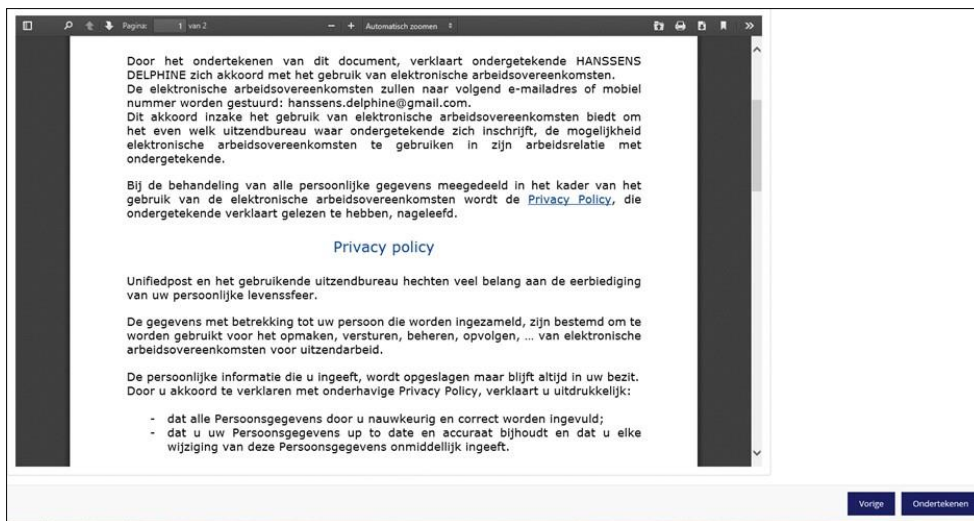 Pagina: 1 van 2 − + Automatisch zoomen
Door het ondertekenen van dit document, verklaart ondergetekende HANSSENS
DELPHINE zich akkoord met het gebruik van elektronische arbeidsovereenkomsten.
De elektronische arbeidsovereenkomsten zullen naar volgend e-mailadres of mobiel
nummer worden gestuurd: hanssens.delphine@gmail.com.
Dit akkoord inzake het gebruik van elektronische arbeidsovereenkomsten biedt om
het even welk uitzendbureau waar ondergetekende zich inschrijft, de mogelijkheid
elektronische arbeidsovereenkomsten te gebruiken in zijn arbeidsrelatie met
ondergetekende.
Bij de behandeling van alle persoonlijke gegevens meegedeeld in het kader van het
gebruik van de elektronische arbeidsovereenkomsten wordt de Privacy Policy, die
ondergetekende verklaart gelezen te hebben, nageleefd.
Privacy policy
Unifiedpost en het gebruikende uitzendbureau hechten veel belang aan de eerbiediging
van uw persoonlijke levenssfeer.
De gegevens met betrekking tot uw persoon die worden ingezameld, zijn bestemd om te
worden gebruikt voor het opmaken, versturen, beheren, opvolgen, ... van elektronische
arbeidsovereenkomsten voor uitzendarbeid.
De persoonlijke informatie die u ingeeft, wordt opgeslagen maar blijft altijd in uw bezit.
Door u akkoord te verklaren met onderhavige Privacy Policy, verklaart u uitdrukkelijk:
- dat alle Persoonsgegevens door u nauwkeurig en correct worden ingevuld;
- dat u uw Persoonsgegevens up to date en accuraat bijhoudt en dat u elke
wijziging van deze Persoonsgegevens onmiddellijk ingeeft.
Vorige Ondertekenen